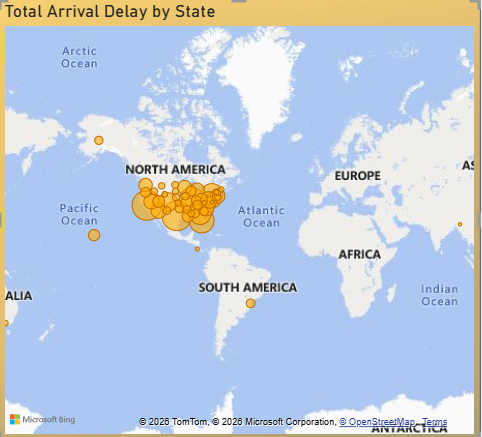 Total Arrival Delay by State
Arctic
Ocean
NORTH AMERICA
EUROPE
AS
Pacific
Ocean
Atlantic
Ocean
AFRICA
SOUTH AMERICA
Indian
Ocean
ALIA
ANTARCTICA
Microsoft Bing
© 2026 TomTom, © 2026 Microsoft Corporation, © OpenStreetMap Terms